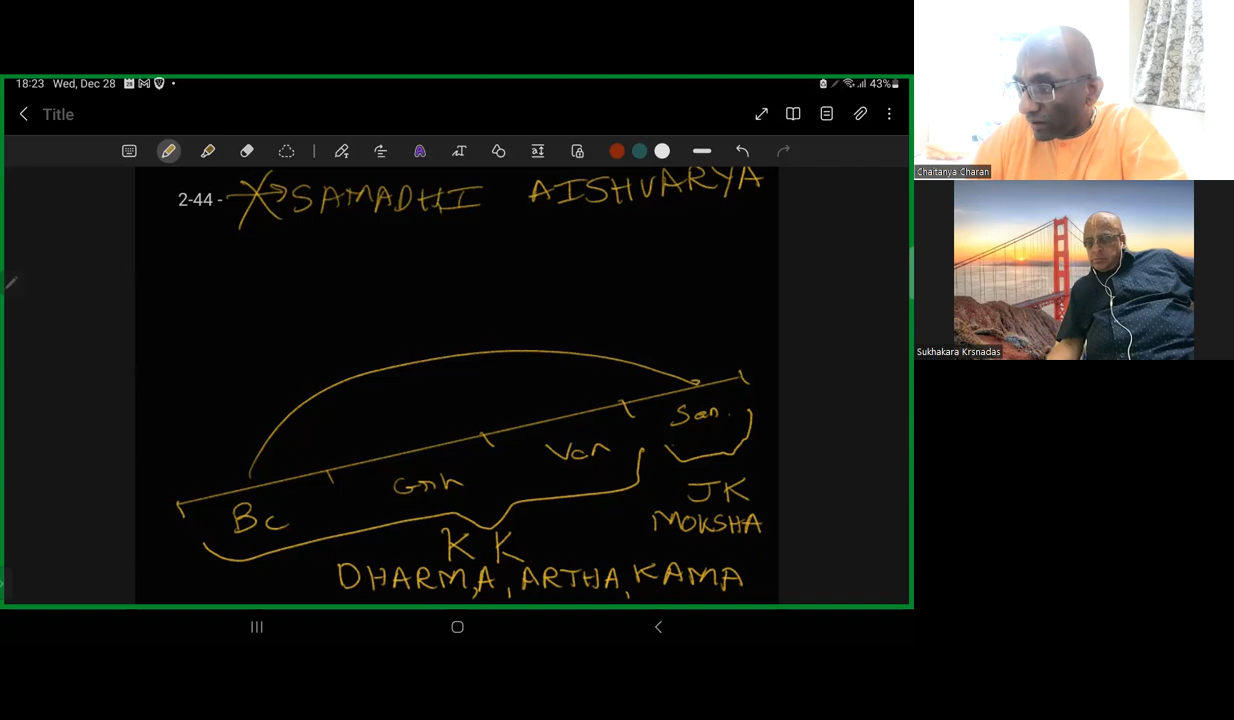 18:23 Wed, Dec 28 43%
Title
2-44 - X→SAMADHI AISHVARYA
San.
Van
Grh
Bc
JK
MOKSHA
KK
DHARMA, ARTHA, KAMA
Chaitanya Charan
Sukhakara Krsnadas